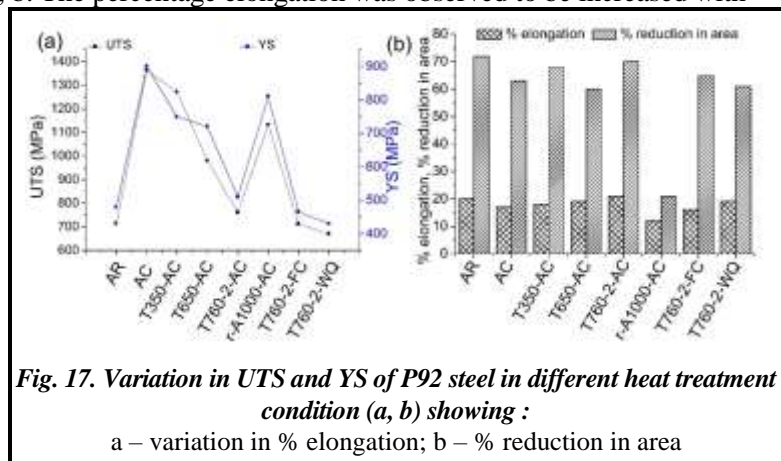 , b. The percentage elongation was observed to be increased with
(a)
UTS
YS
1400
1300
1200
1100
1000
900
800
700
600
UTS (MPa)
900
800
700
600
500
400
YS (MPa)
AR
AC
T350-AC
T650-AC
T760-2-AC
r-A1000-AC
T760-2-FC
T760-2-WQ
(b)
% elongation
% reduction in area
80
70
60
50
40
30
20
10
0
% elongation, % reduction in area
AR
AC
T350-AC
T650-AC
T760-2-AC
r-A1000-AC
T760-2-FC
T760-2-WQ
Fig. 17. Variation in UTS and YS of P92 steel in different heat treatment
condition (a, b) showing :
a – variation in % elongation; b – % reduction in area